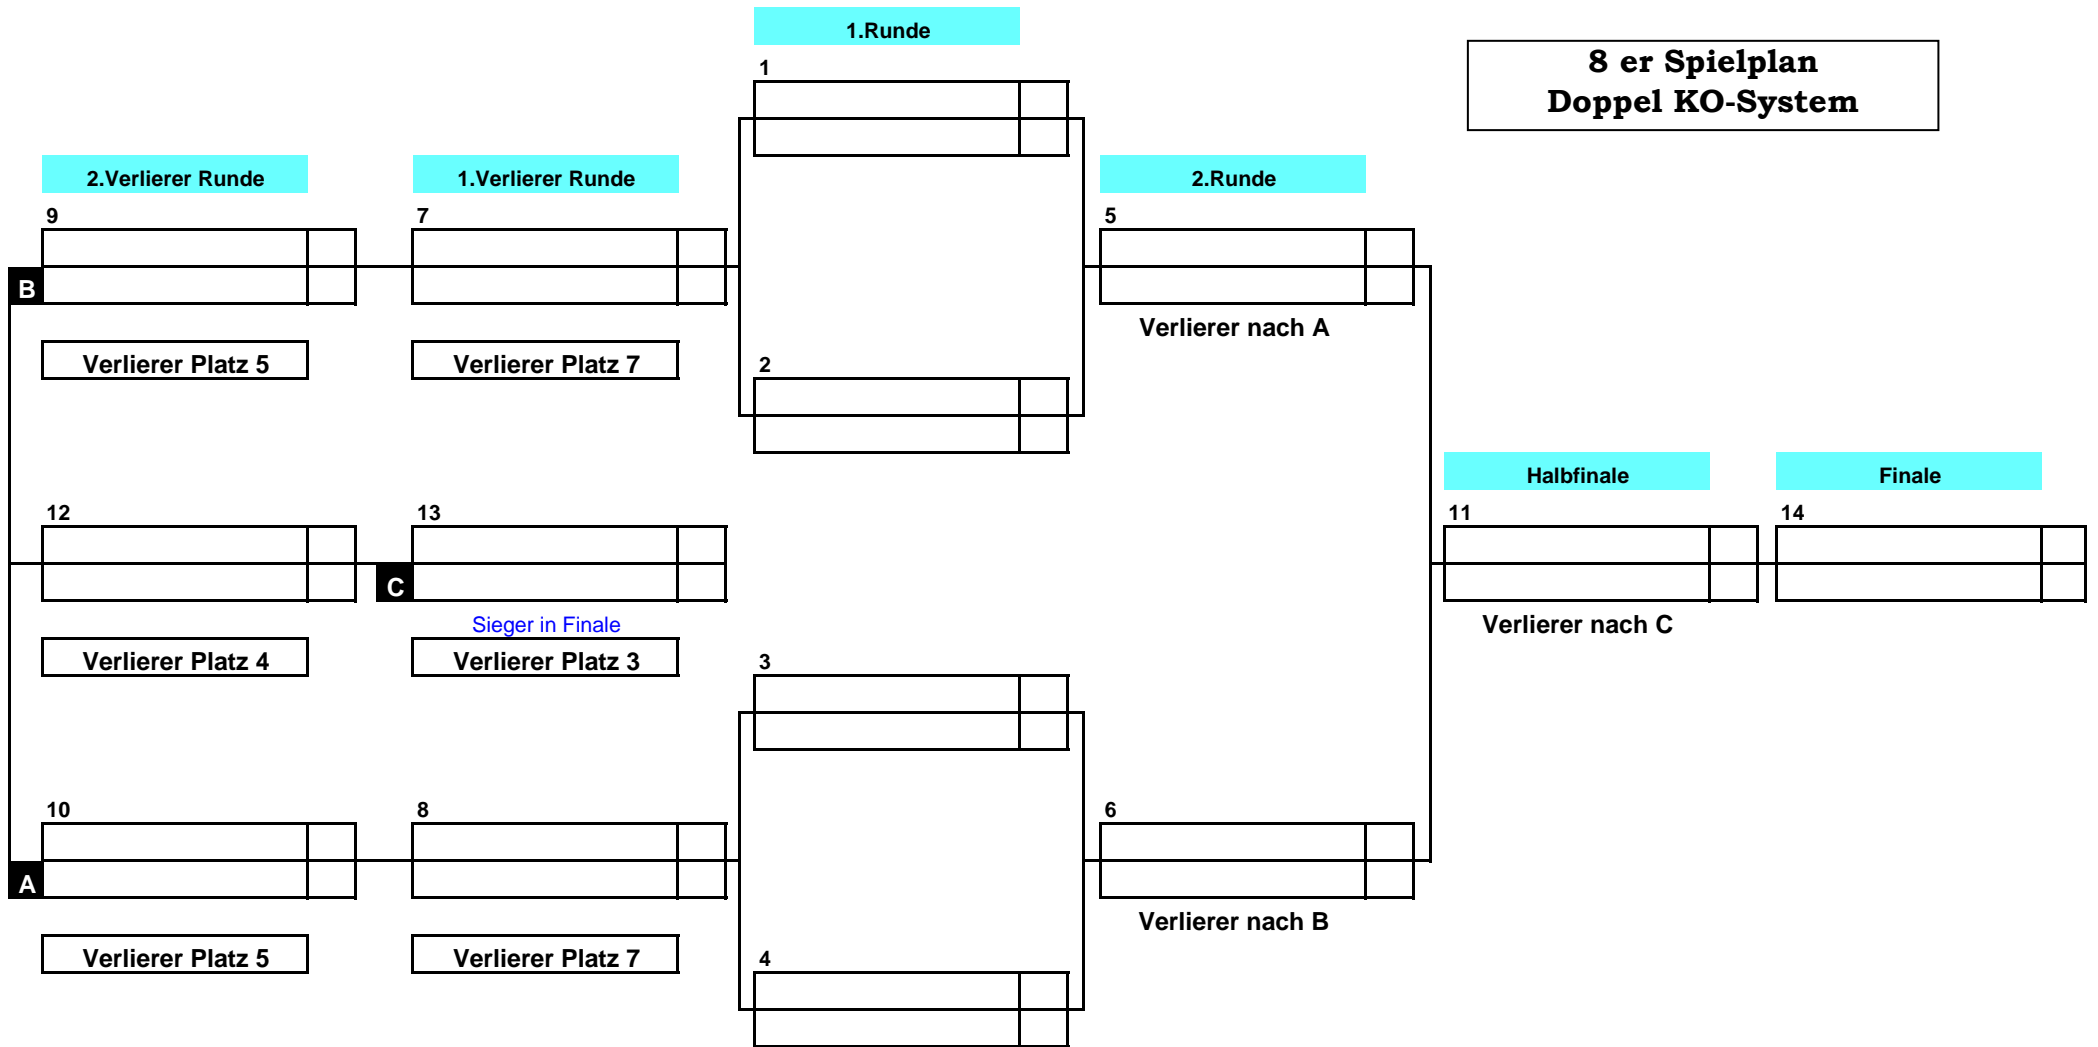 1.Runde
8 er Spielplan
Doppel KO-System
1
2.Verlierer Runde
1.Verlierer Runde
2.Runde
9
7
5
B
Verlierer nach A
Verlierer Platz 5
Verlierer Platz 7
2
Halbfinale
Finale
12
13
11
14
C
Sieger in Finale
Verlierer nach C
Verlierer Platz 4
Verlierer Platz 3
3
10
8
6
A
Verlierer nach B
Verlierer Platz 5
Verlierer Platz 7
4